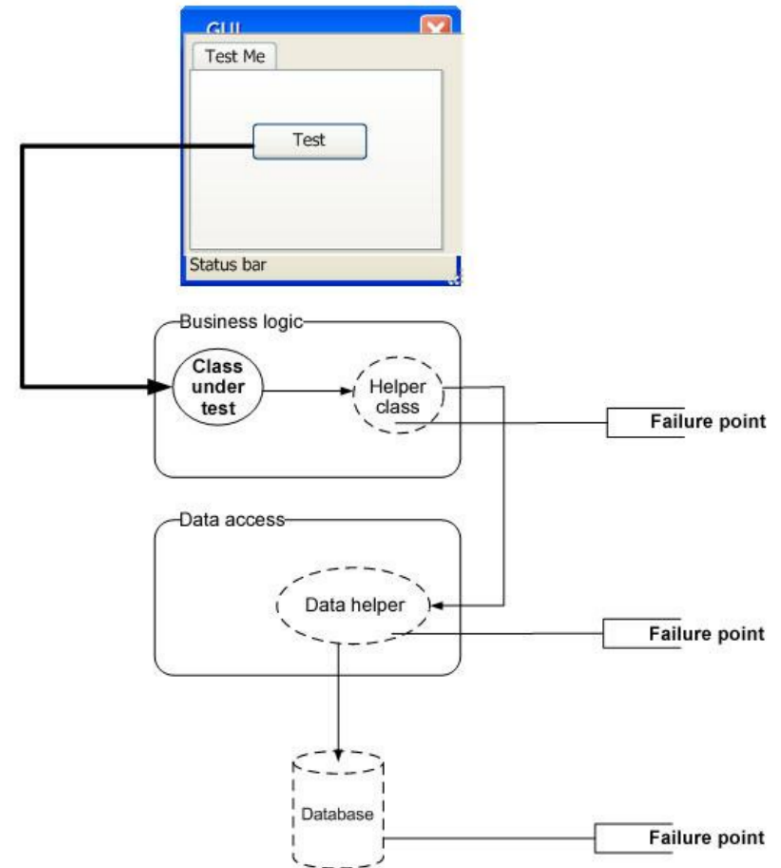 GUI
Test Me
Test
Status bar
Business logic
Class
under
test
Helper
class
Failure point
Data access
Data helper
Failure point
Database
Failure point